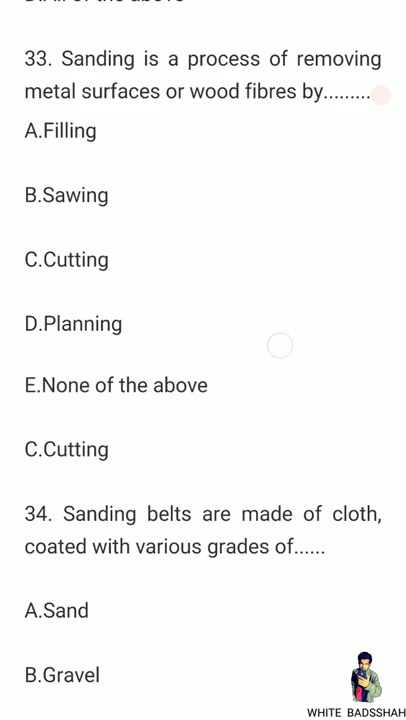 33. Sanding is a process of removing
metal surfaces or wood fibres by.........
A.Filling
B.Sawing
C.Cutting
D.Planning
E.None of the above
C.Cutting
34. Sanding belts are made of cloth,
coated with various grades of......
A.Sand
B.Gravel
WHITE BADSSHAH